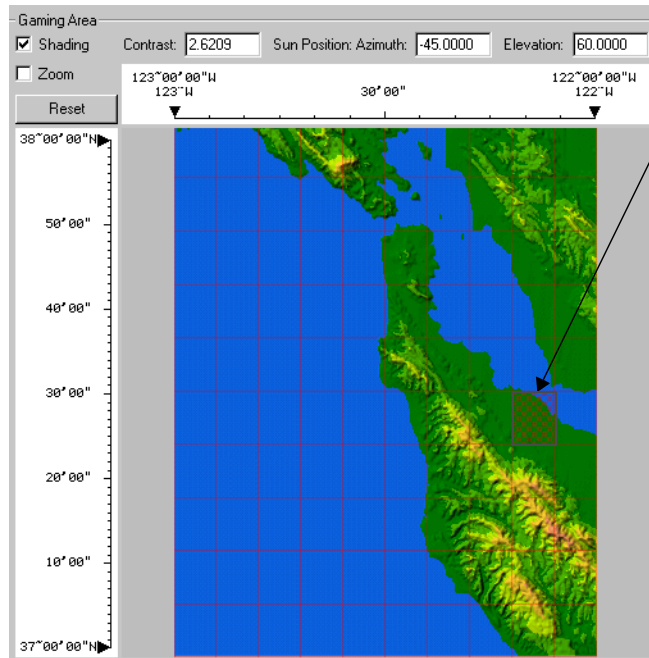 Gaming Area
Shading Contrast: 2.6209 Sun Position: Azimuth: -45.0000 Elevation: 60.0000
Zoom
Reset
123~00'00"W 122~00'00"W
123~W 30'00" 122~W
38~00'00"N
50'00"
40'00"
30'00"
20'00"
10'00"
37~00'00"N